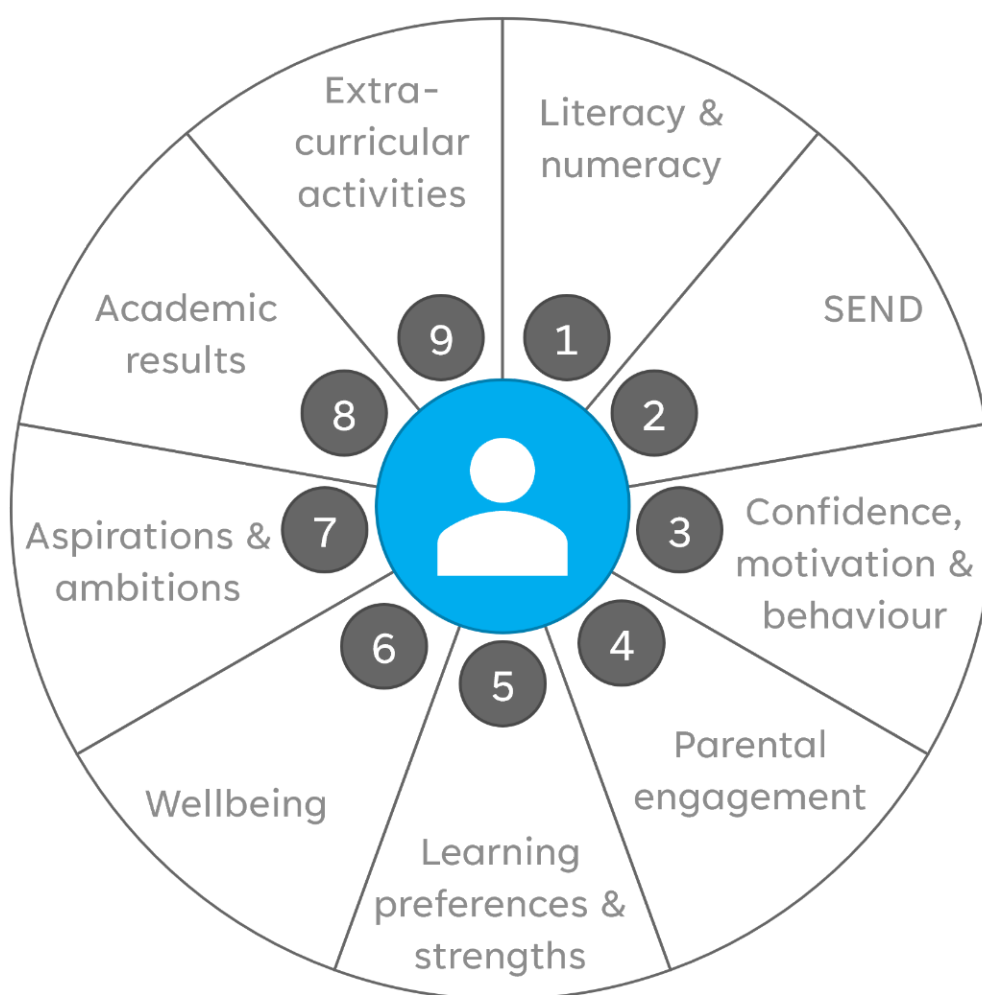 Literacy &
numeracy
1
SEND
2
Confidence,
motivation &
behaviour
3
Parental
engagement
4
Learning
preferences &
strengths
5
Wellbeing
6
Aspirations &
ambitions
7
Academic
results
8
Extra-
curricular
activities
9